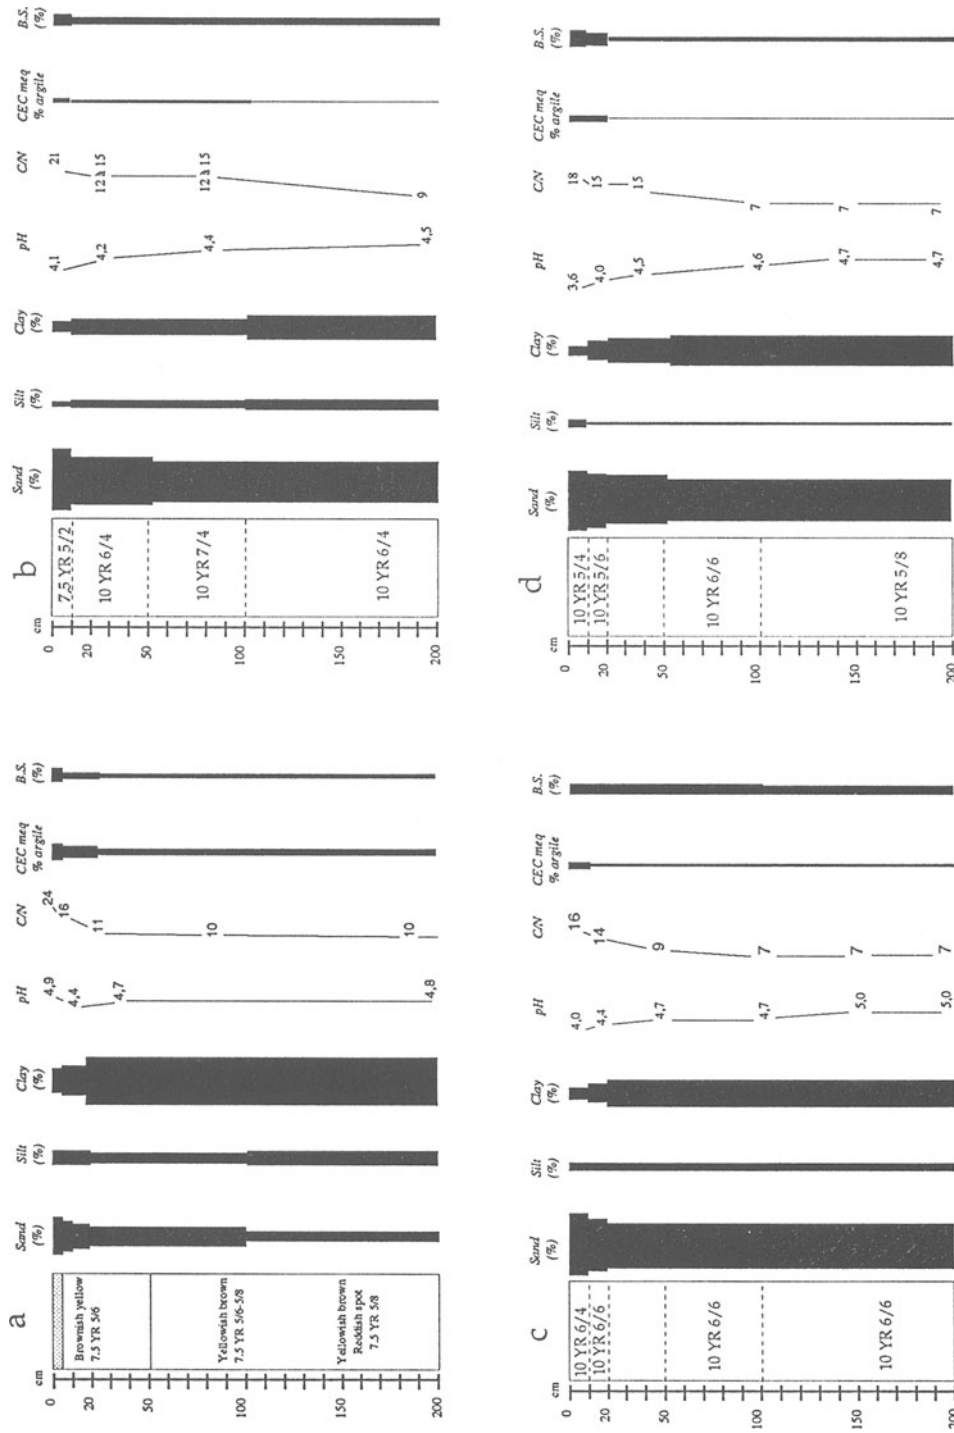 a
cm
Sand (%)
Silt (%)
Clay (%)
pH
C/N
CEC meq % argile
B.S. (%)
0
20
50
100
150
200
Brownish yellow
7.5 YR 5/6
Yellowish brown
7.5 YR 5/6-5/8
Yellowish brown
Reddish spot
7.5 YR 5/8
4,9
4,4
4,7
4,8
24
16
11
10
10
b
cm
Sand (%)
Silt (%)
Clay (%)
pH
C/N
CEC meq % argile
B.S. (%)
0
20
50
100
150
200
7.5 YR 5/2
10 YR 6/4
10 YR 7/4
10 YR 6/4
4,1
4,2
4,4
4,5
21
12 à 15
12 à 15
9
c
cm
Sand (%)
Silt (%)
Clay (%)
pH
C/N
CEC meq % argile
B.S. (%)
0
20
50
100
150
200
10 YR 6/4
10 YR 6/6
10 YR 6/6
10 YR 6/6
4,0
4,4
4,7
4,7
5,0
5,0
16
14
9
7
7
7
d
cm
Sand (%)
Silt (%)
Clay (%)
pH
C/N
CEC meq % argile
B.S. (%)
0
20
50
100
150
200
10 YR 5/4
10 YR 5/6
10 YR 6/6
10 YR 5/8
3,6
4,0
4,5
4,6
4,7
4,7
18
15
15
7
7
7